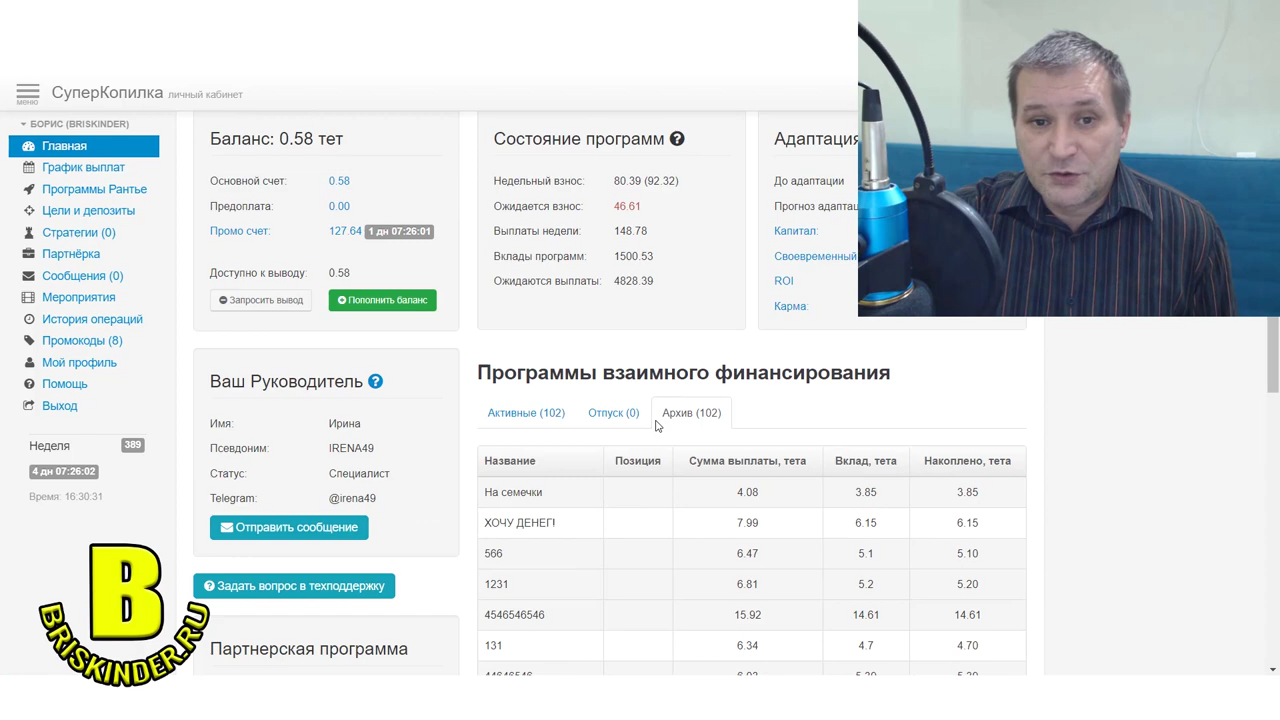 меню СуперКопилка личный кабинет
БОРИС (BRISKINDER)
Главная
График выплат
Программы Рантье
Цели и депозиты
Стратегии (0)
Партнёрка
Сообщения (0)
Мероприятия
История операций
Промокоды (8)
Мой профиль
Помощь
Выход
Неделя 389
4 дн 07:26:02
Время: 16:30:31
Баланс: 0.58 тет
Основной счет: 0.58
Предоплата: 0.00
Промо счет: 127.64 1 дн 07:26:01
Доступно к выводу: 0.58
Запросить вывод Пополнить баланс
Состояние программ ?
Недельный взнос: 80.39 (92.32)
Ожидается взнос: 46.61
Выплаты недели: 148.78
Вклады программ: 1500.53
Ожидаются выплаты: 4828.39
Адаптация
До адаптации
Прогноз адаптац
Капитал:
Своевременный
ROI
Карма:
Ваш Руководитель ?
Имя: Ирина
Псевдоним: IRENA49
Статус: Специалист
Telegram: @irena49
Отправить сообщение
? Задать вопрос в техподдержку
Партнерская программа
Программы взаимного финансирования
Активные (102) Отпуск (0) Архив (102)
Название Позиция Сумма выплаты, тета Вклад, тета Накоплено, тета
На семечки 4.08 3.85 3.85
ХОЧУ ДЕНЕГ! 7.99 6.15 6.15
566 6.47 5.1 5.10
1231 6.81 5.2 5.20
4546546546 15.92 14.61 14.61
131 6.34 4.7 4.70
B
BRISKINDER.RU